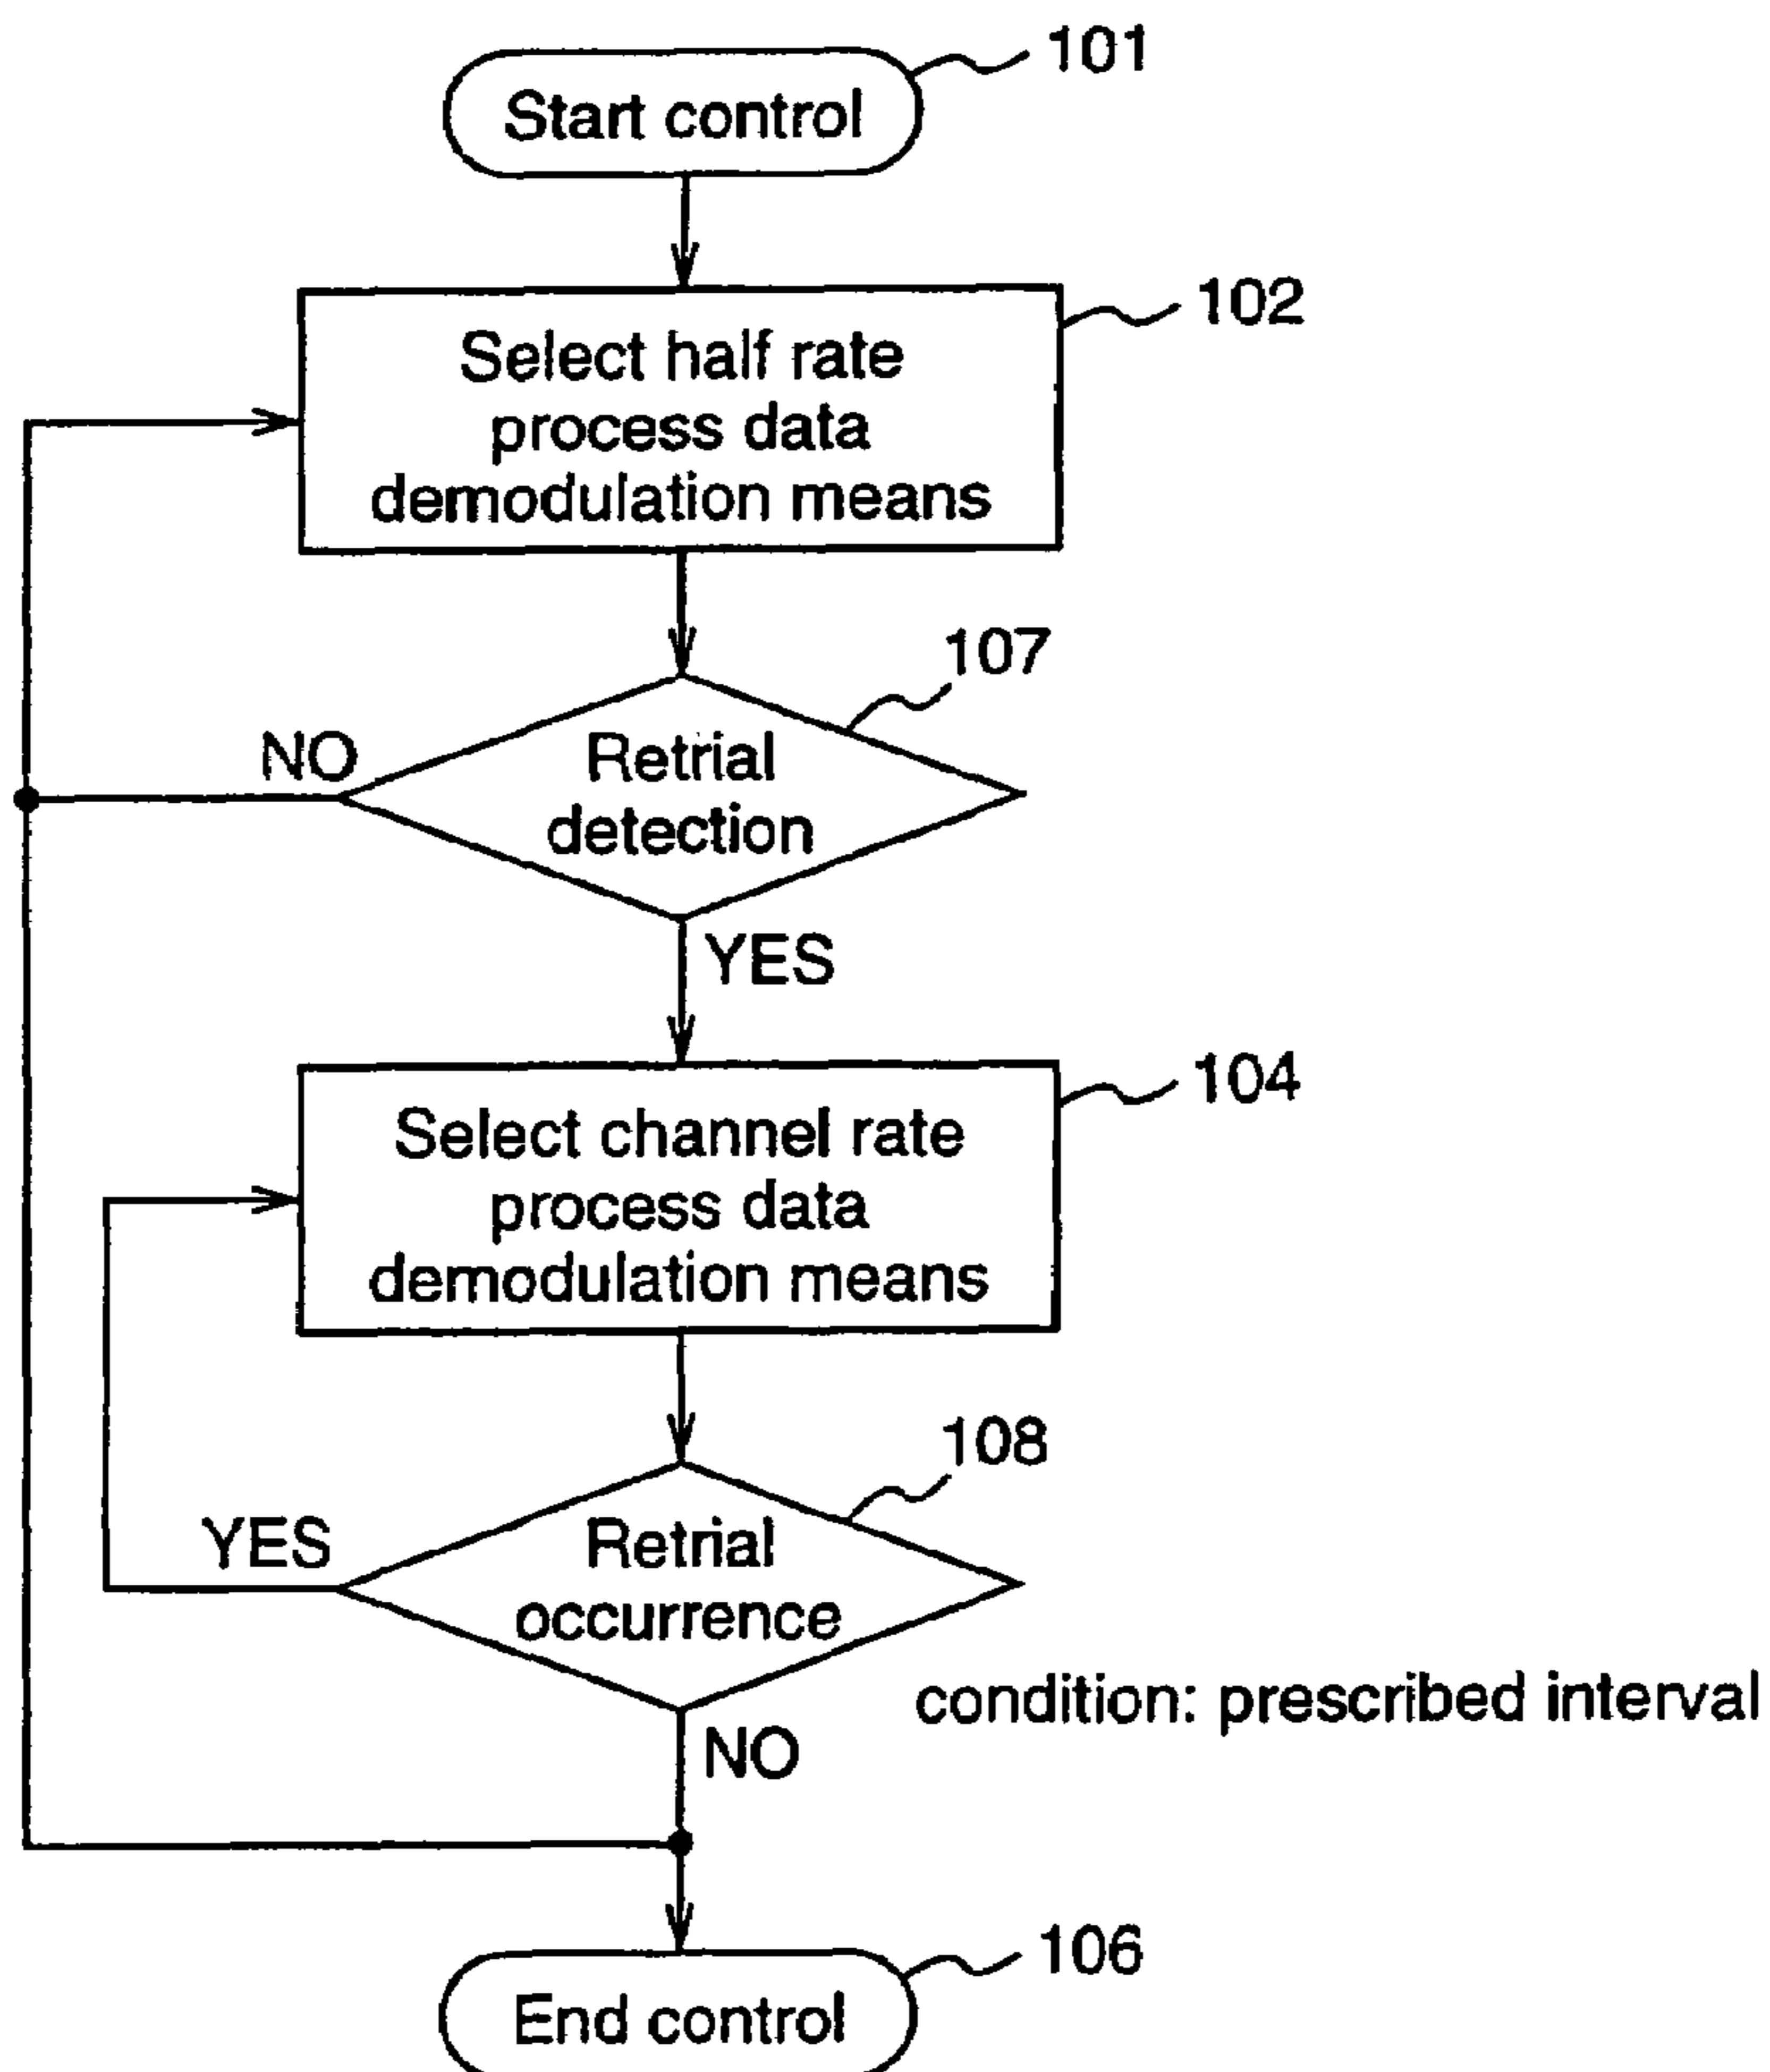 101
Start control
102
Select half rate
process data
demodulation means
107
NO
Retrial
detection
YES
104
Select channel rate
process data
demodulation means
108
YES
Retrial
occurrence
condition: prescribed interval
NO
106
End control